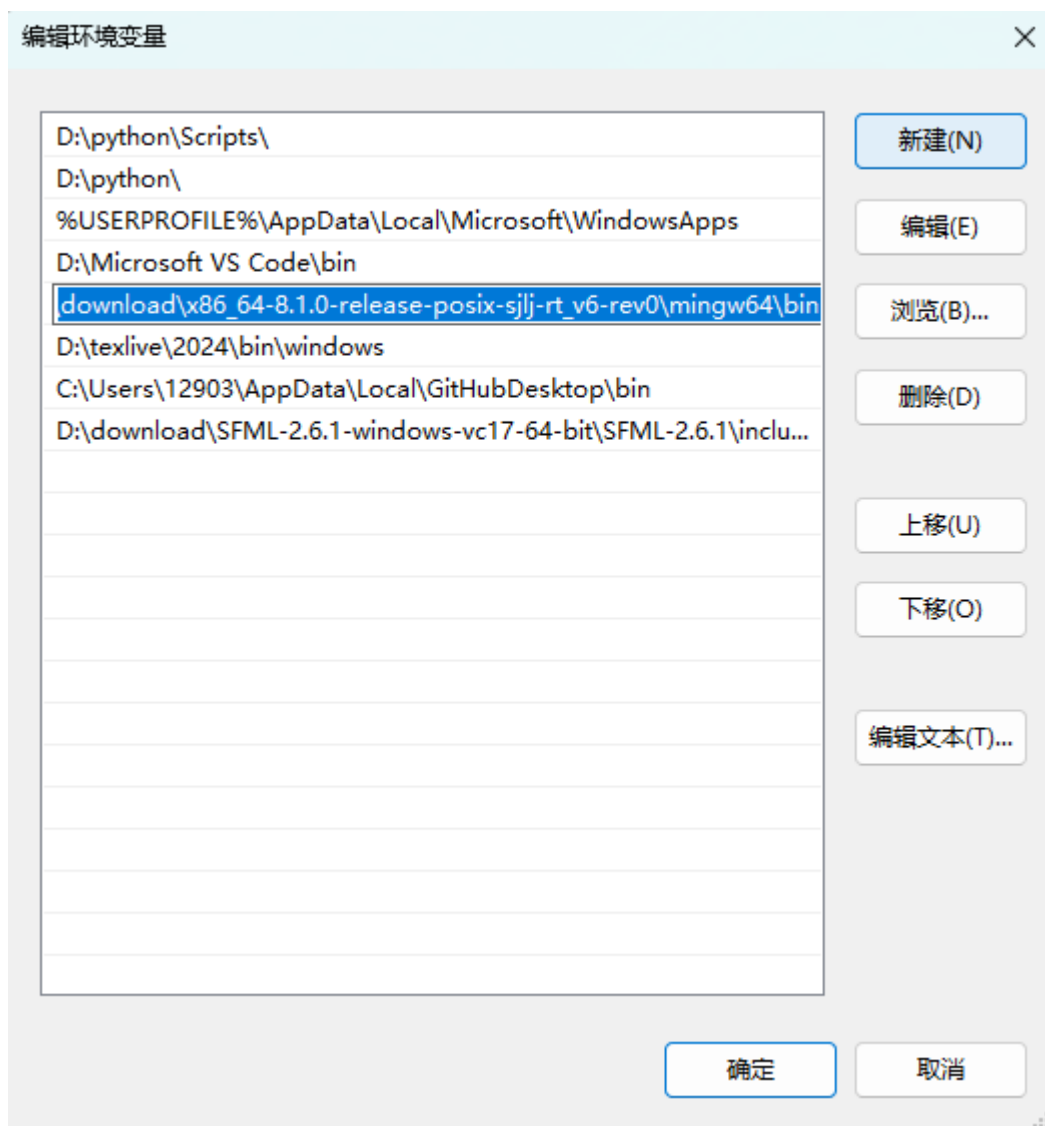 编辑环境变量
D:\python\Scripts\
D:\python\
%USERPROFILE%\AppData\Local\Microsoft\WindowsApps
D:\Microsoft VS Code\bin
download\x86_64-8.1.0-release-posix-sjlj-rt_v6-rev0\mingw64\bin
D:\texlive\2024\bin\windows
C:\Users\12903\AppData\Local\GitHubDesktop\bin
D:\download\SFML-2.6.1-windows-vc17-64-bit\SFML-2.6.1\inclu...
新建(N)
编辑(E)
浏览(B)...
删除(D)
上移(U)
下移(O)
编辑文本(T)...
确定
取消